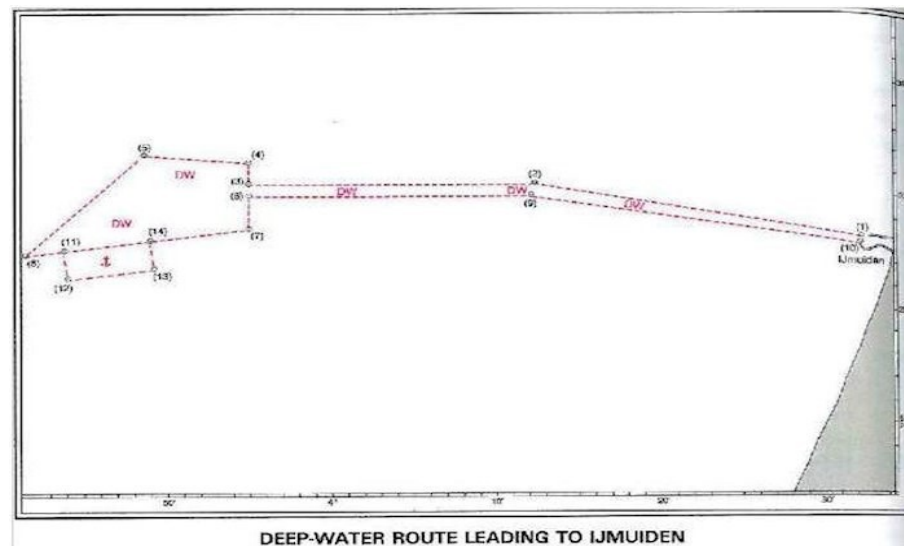 (5)
(4)
DW
(3)
(2)
DW
DW
(8)
(9)
DW
DW
(14)
(7)
(11)
(1)
(6)
(10)
(13)
(12)
IJmuiden
50'
4°
10'
20'
30'
DEEP-WATER ROUTE LEADING TO IJMUIDEN